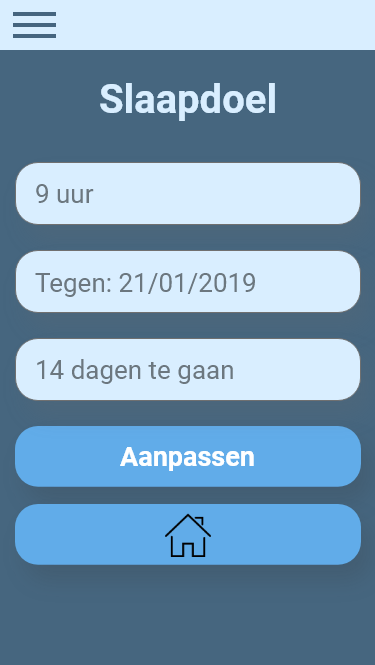 Slaapdoel
9 uur
Tegen: 21/01/2019
14 dagen te gaan
Aanpassen